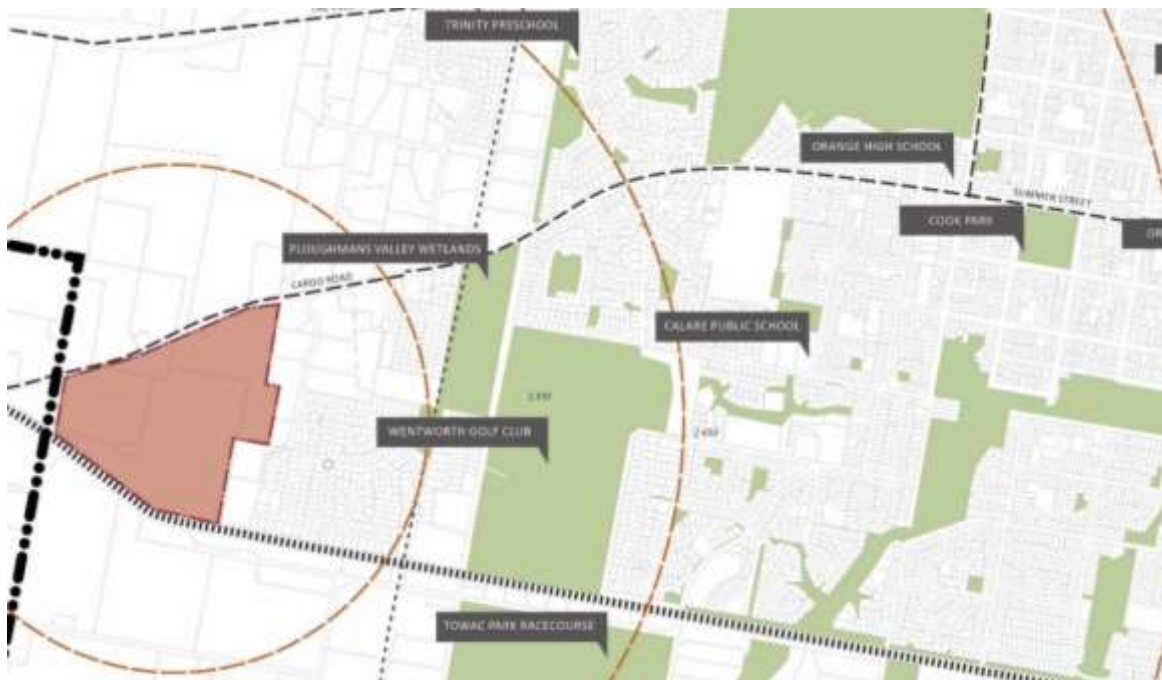 TRINITY PRESCHOOL
ORANGE HIGH SCHOOL
SUMMER STREET
COOK PARK
OR
PLOUGHMANS VALLEY WETLANDS
CARGO ROAD
CALARE PUBLIC SCHOOL
WENTWORTH GOLF CLUB
TOWAC PARK RACECOURSE